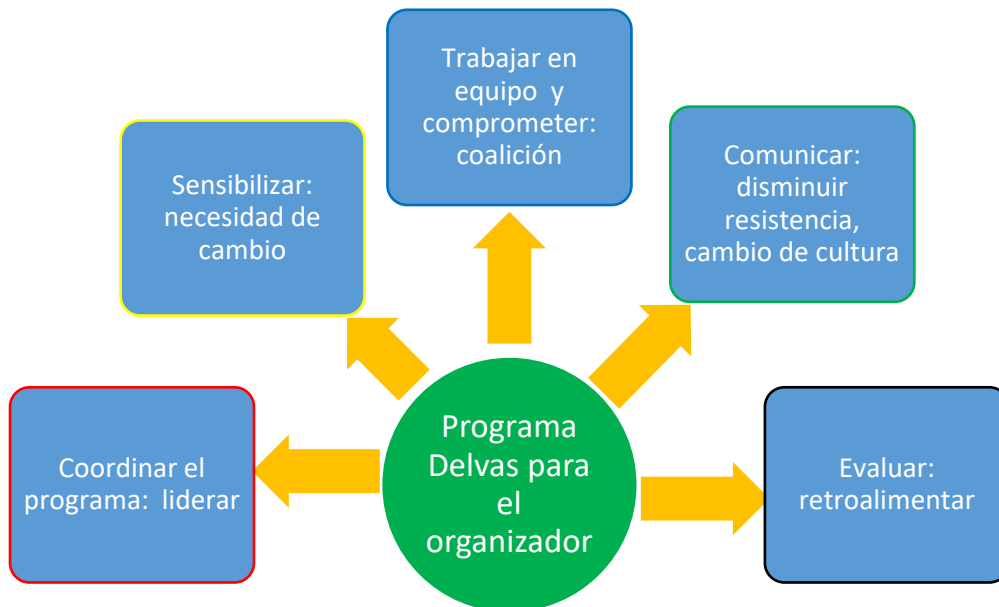 Trabajar en
equipo y
comprometer:
coalición
Sensibilizar:
necesidad de
cambio
Comunicar:
disminuir
resistencia,
cambio de cultura
Coordinar el
programa: liderar
Programa
Delvas para
el
organizador
Evaluar:
retroalimentar